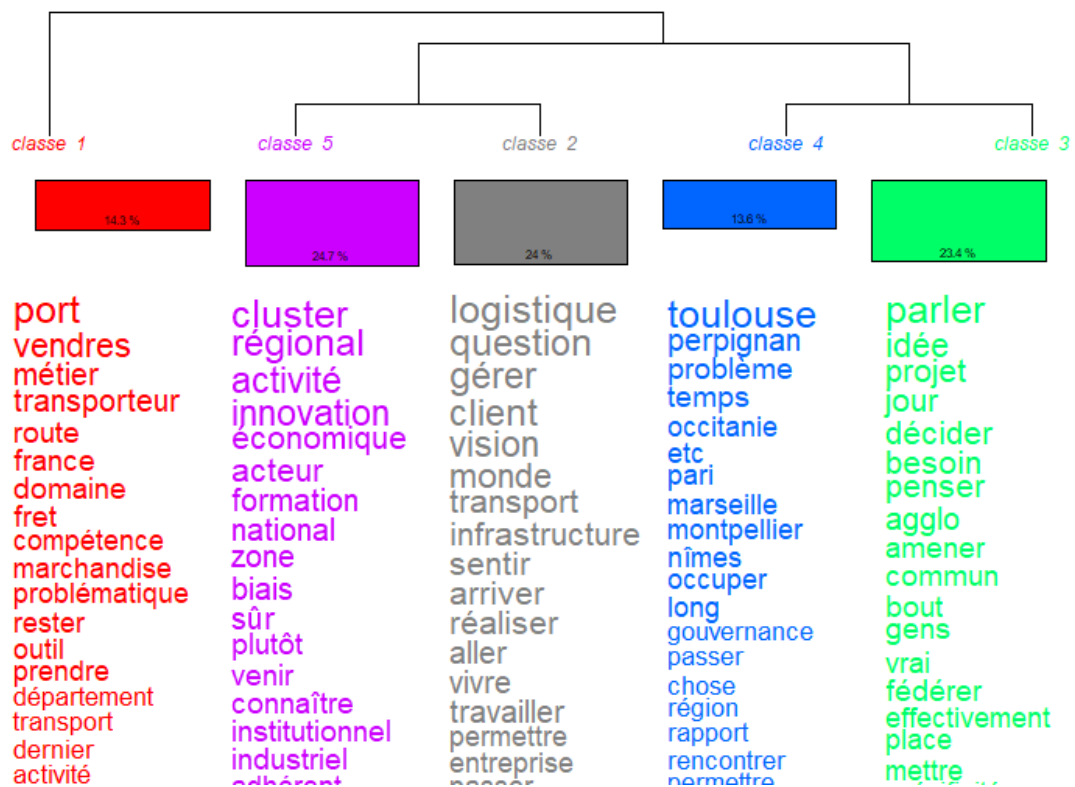 classe 1
classe 5
classe 2
classe 4
classe 3
14.3 %
24.7 %
24 %
13.6 %
23.4 %
port
vendres
métier
transporteur
route
france
domaine
fret
compétence
marchandise
problématique
rester
outil
prendre
département
transport
dernier
activité
cluster
régional
activité
innovation
économique
acteur
formation
national
zone
biais
sûr
plutôt
venir
connaître
institutionnel
industriel
adhérent
logistique
question
gérer
client
vision
monde
transport
infrastructure
sentir
arriver
réaliser
aller
vivre
travailler
permettre
entreprise
passer
toulouse
perpignan
problème
temps
occitanie
etc
pari
marseille
montpellier
nîmes
occuper
long
gouvernance
passer
chose
région
rapport
rencontrer
permettre
parler
idée
projet
jour
décider
besoin
penser
agglo
amener
commun
bout
gens
vrai
fédérer
effectivement
place
mettre